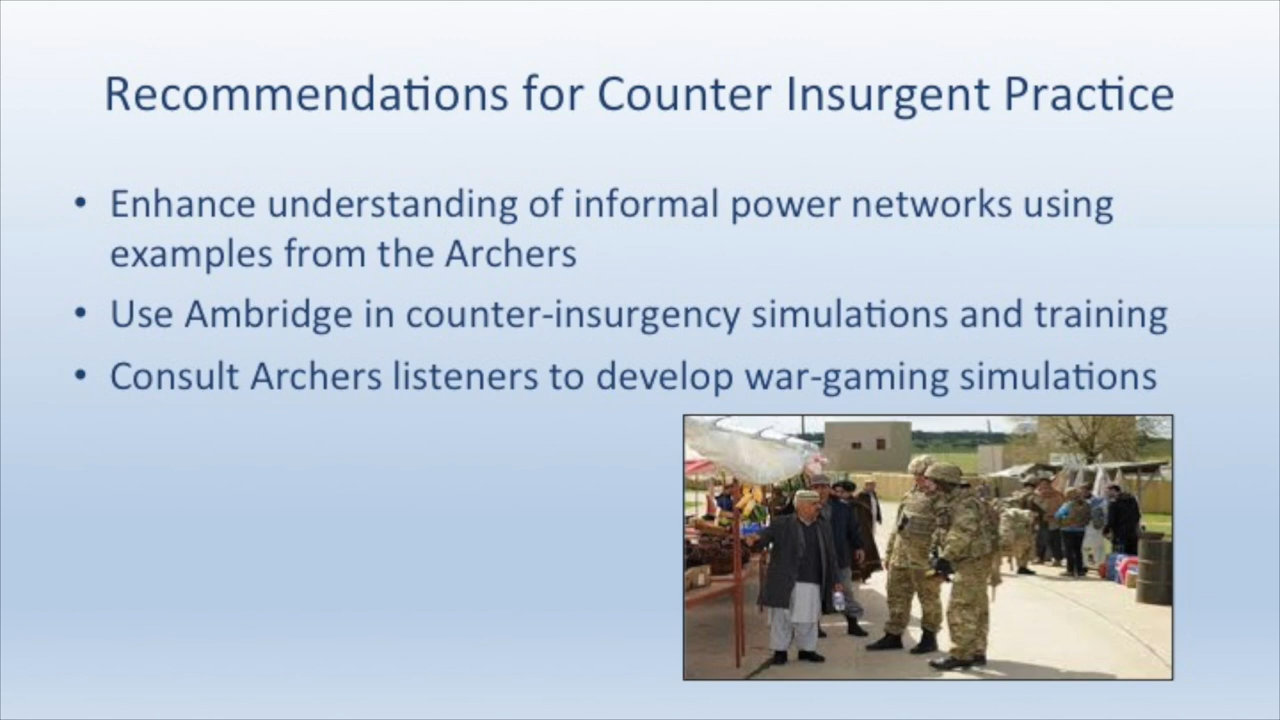 Recommendations for Counter Insurgent Practice
• Enhance understanding of informal power networks using
examples from the Archers
• Use Ambridge in counter-insurgency simulations and training
• Consult Archers listeners to develop war-gaming simulations